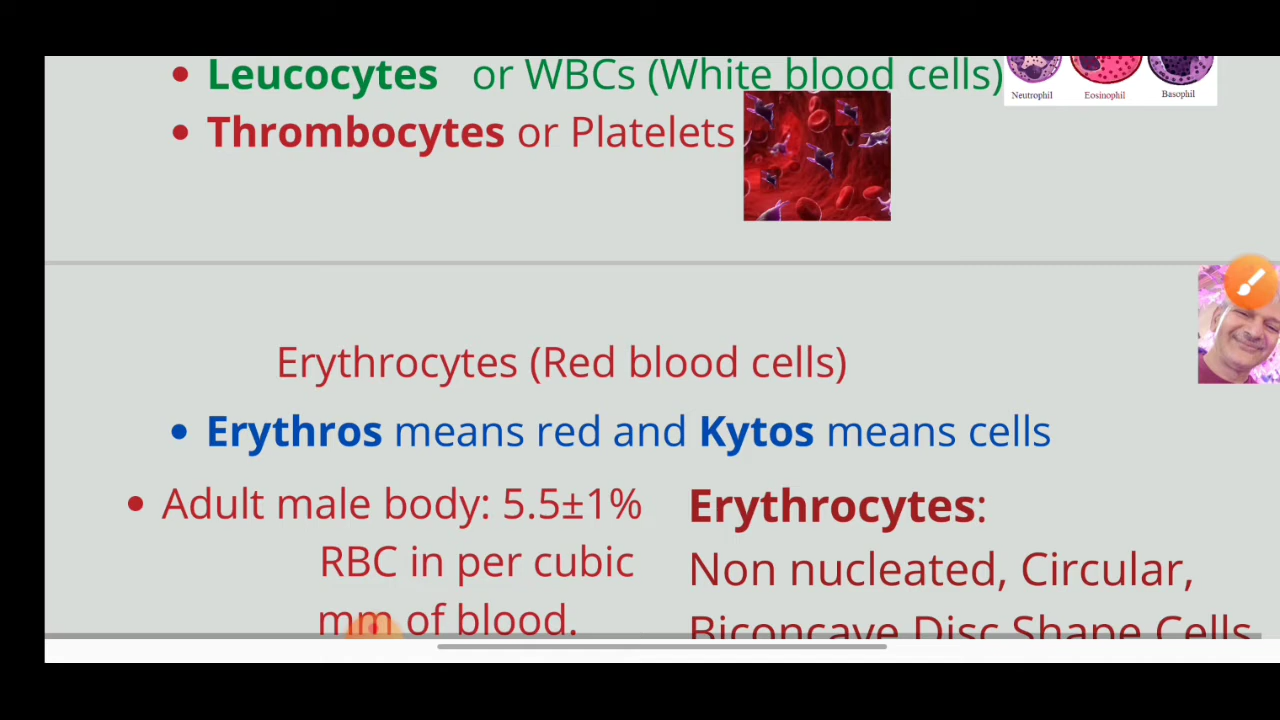 Leucocytes or WBCs (White blood cells)
Neutrophil Eosinophil Basophil
Thrombocytes or Platelets
Erythrocytes (Red blood cells)
Erythros means red and Kytos means cells
Adult male body: 5.5±1%
RBC in per cubic
mm of blood.
Erythrocytes:
Non nucleated, Circular,
Biconcave Disc Shape Cells